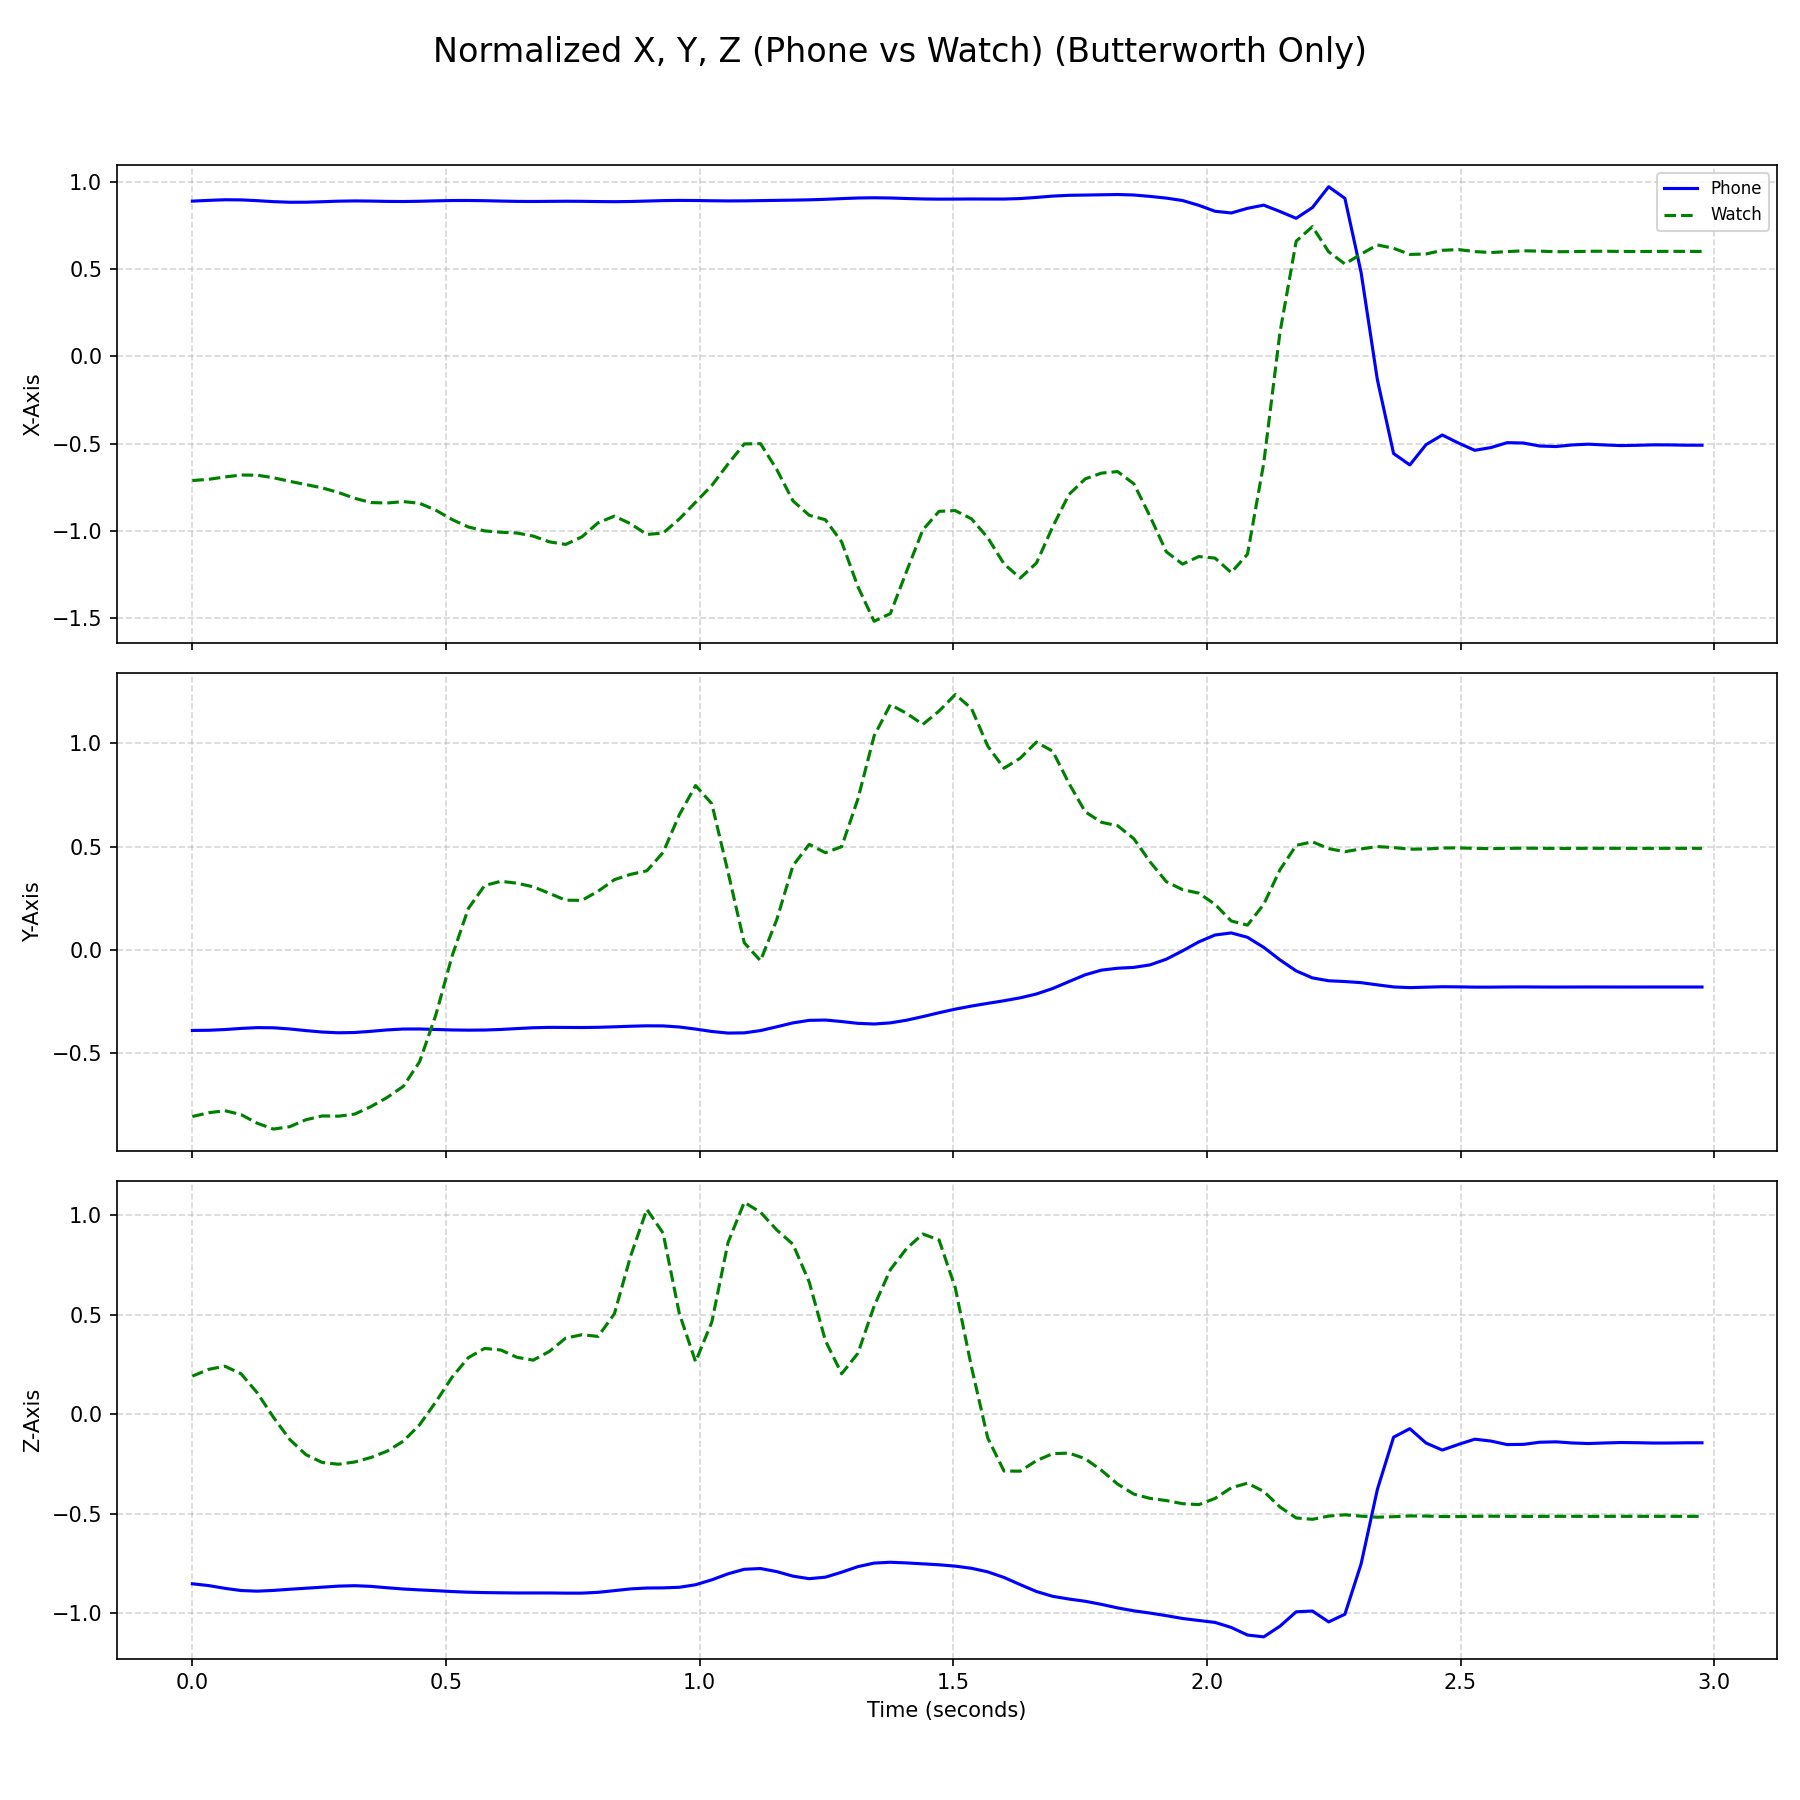 Normalized X, Y, Z (Phone vs Watch) (Butterworth Only)
1.0
0.5
0.0
−0.5
−1.0
−1.5
X-Axis
Phone
Watch
1.0
0.5
0.0
−0.5
Y-Axis
1.0
0.5
0.0
−0.5
−1.0
Z-Axis
0.0 0.5 1.0 1.5 2.0 2.5 3.0
Time (seconds)